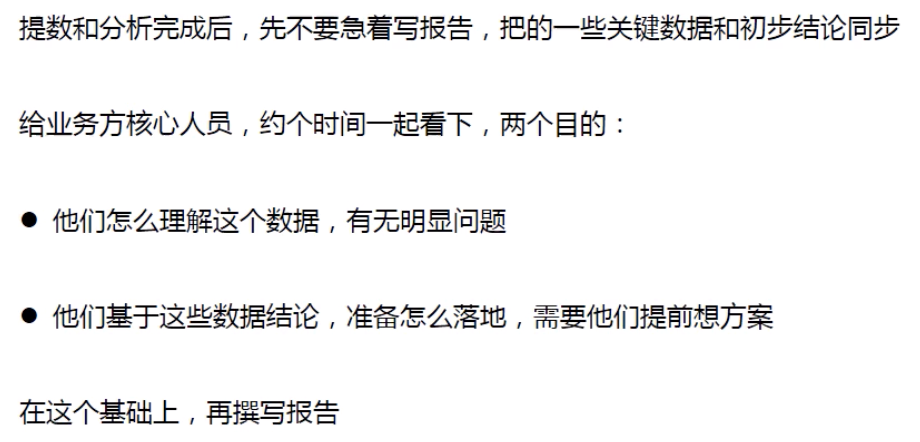 提数和分析完成后，先不要急着写报告，把的一些关键数据和初步结论同步
给业务方核心人员，约个时间一起看下，两个目的：
● 他们怎么理解这个数据，有无明显问题
● 他们基于这些数据结论，准备怎么落地，需要他们提前想方案
在这个基础上，再撰写报告